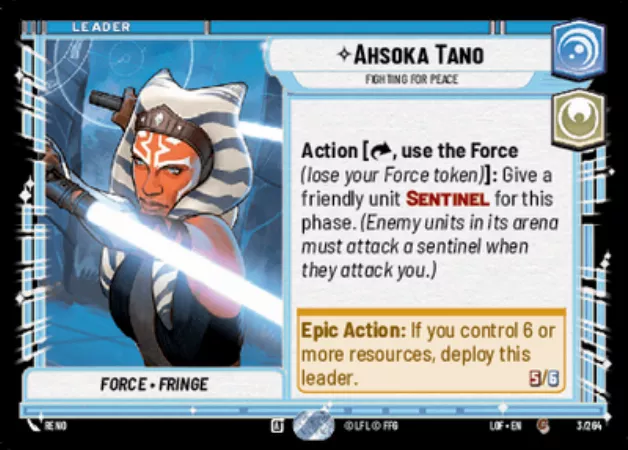 LEADER
AHSOKA TANO
FIGHTING FOR PEACE
Action [, use the Force
(lose your Force token)]: Give a
friendly unit SENTINEL for this
phase. (Enemy units in its arena
must attack a sentinel when
they attack you.)
Epic Action: If you control 6 or
more resources, deploy this
leader.
5/6
FORCE • FRINGE
RENIO
©LFL © FFG
LOF • EN
3/264